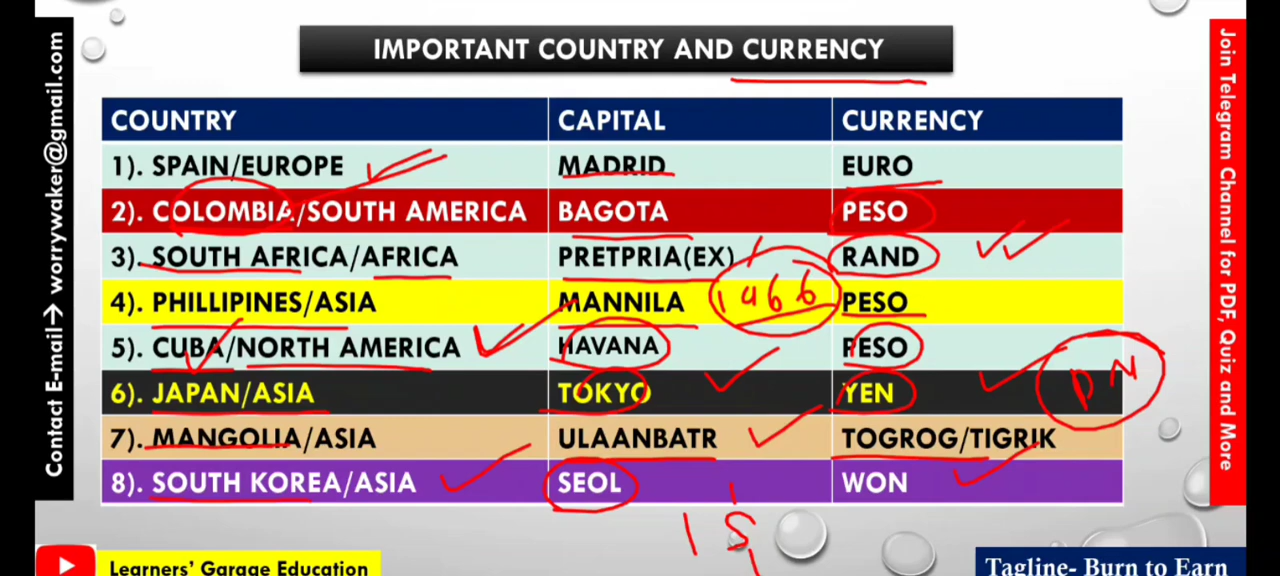 IMPORTANT COUNTRY AND CURRENCY
COUNTRY CAPITAL CURRENCY
1). SPAIN/EUROPE MADRID EURO
2). COLOMBIA/SOUTH AMERICA BAGOTA PESO
3). SOUTH AFRICA/AFRICA PRETPRIA(EX) RAND
4). PHILLIPINES/ASIA MANNILA PESO
1966
5). CUBA/NORTH AMERICA HAVANA PESO
6). JAPAN/ASIA TOKYO YEN
7). MANGOLIA/ASIA ULAANBATR TOGROG/TIGRIK
8). SOUTH KOREA/ASIA SEOL WON
Learners' Garage Education
Tagline- Burn to Earn
Contact E-mail→ worrywaker@gmail.com
Join Telegram Channel for PDF, Quiz and More